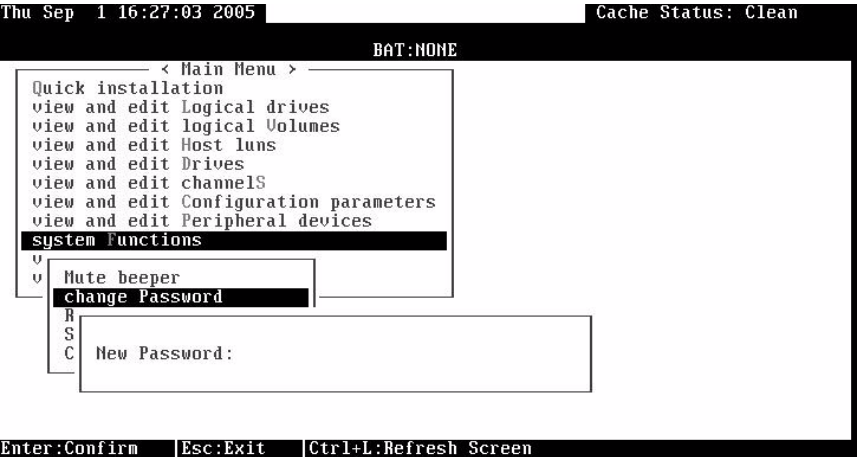 Thu Sep 1 16:27:03 2005 Cache Status: Clean
BAT:NONE
< Main Menu >
Quick installation
view and edit Logical drives
view and edit logical Volumes
view and edit Host luns
view and edit Drives
view and edit channelS
view and edit Configuration parameters
view and edit Peripheral devices
system Functions
v
v
Mute beeper
change Password
R
S
C
New Password:
Enter:Confirm |Esc:Exit |Ctrl+L:Refresh Screen